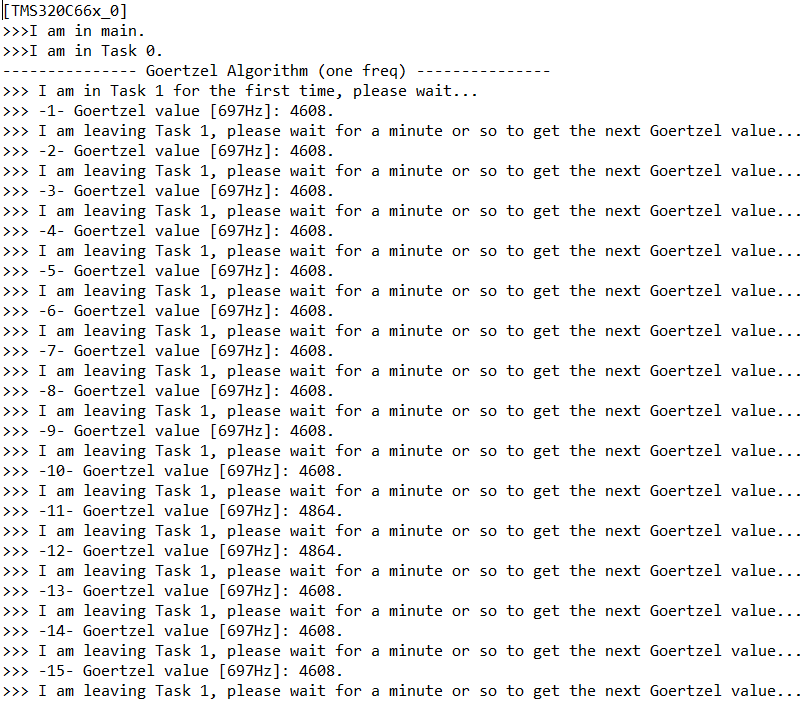 [TMS320C66x_0]
>>>I am in main.
>>>I am in Task 0.
--------------- Goertzel Algorithm (one freq) ---------------
>>> I am in Task 1 for the first time, please wait...
>>> -1- Goertzel value [697Hz]: 4608.
>>> I am leaving Task 1, please wait for a minute or so to get the next Goertzel value...
>>> -2- Goertzel value [697Hz]: 4608.
>>> I am leaving Task 1, please wait for a minute or so to get the next Goertzel value...
>>> -3- Goertzel value [697Hz]: 4608.
>>> I am leaving Task 1, please wait for a minute or so to get the next Goertzel value...
>>> -4- Goertzel value [697Hz]: 4608.
>>> I am leaving Task 1, please wait for a minute or so to get the next Goertzel value...
>>> -5- Goertzel value [697Hz]: 4608.
>>> I am leaving Task 1, please wait for a minute or so to get the next Goertzel value...
>>> -6- Goertzel value [697Hz]: 4608.
>>> I am leaving Task 1, please wait for a minute or so to get the next Goertzel value...
>>> -7- Goertzel value [697Hz]: 4608.
>>> I am leaving Task 1, please wait for a minute or so to get the next Goertzel value...
>>> -8- Goertzel value [697Hz]: 4608.
>>> I am leaving Task 1, please wait for a minute or so to get the next Goertzel value...
>>> -9- Goertzel value [697Hz]: 4608.
>>> I am leaving Task 1, please wait for a minute or so to get the next Goertzel value...
>>> -10- Goertzel value [697Hz]: 4608.
>>> I am leaving Task 1, please wait for a minute or so to get the next Goertzel value...
>>> -11- Goertzel value [697Hz]: 4864.
>>> I am leaving Task 1, please wait for a minute or so to get the next Goertzel value...
>>> -12- Goertzel value [697Hz]: 4864.
>>> I am leaving Task 1, please wait for a minute or so to get the next Goertzel value...
>>> -13- Goertzel value [697Hz]: 4608.
>>> I am leaving Task 1, please wait for a minute or so to get the next Goertzel value...
>>> -14- Goertzel value [697Hz]: 4608.
>>> I am leaving Task 1, please wait for a minute or so to get the next Goertzel value...
>>> -15- Goertzel value [697Hz]: 4608.
>>> I am leaving Task 1, please wait for a minute or so to get the next Goertzel value...